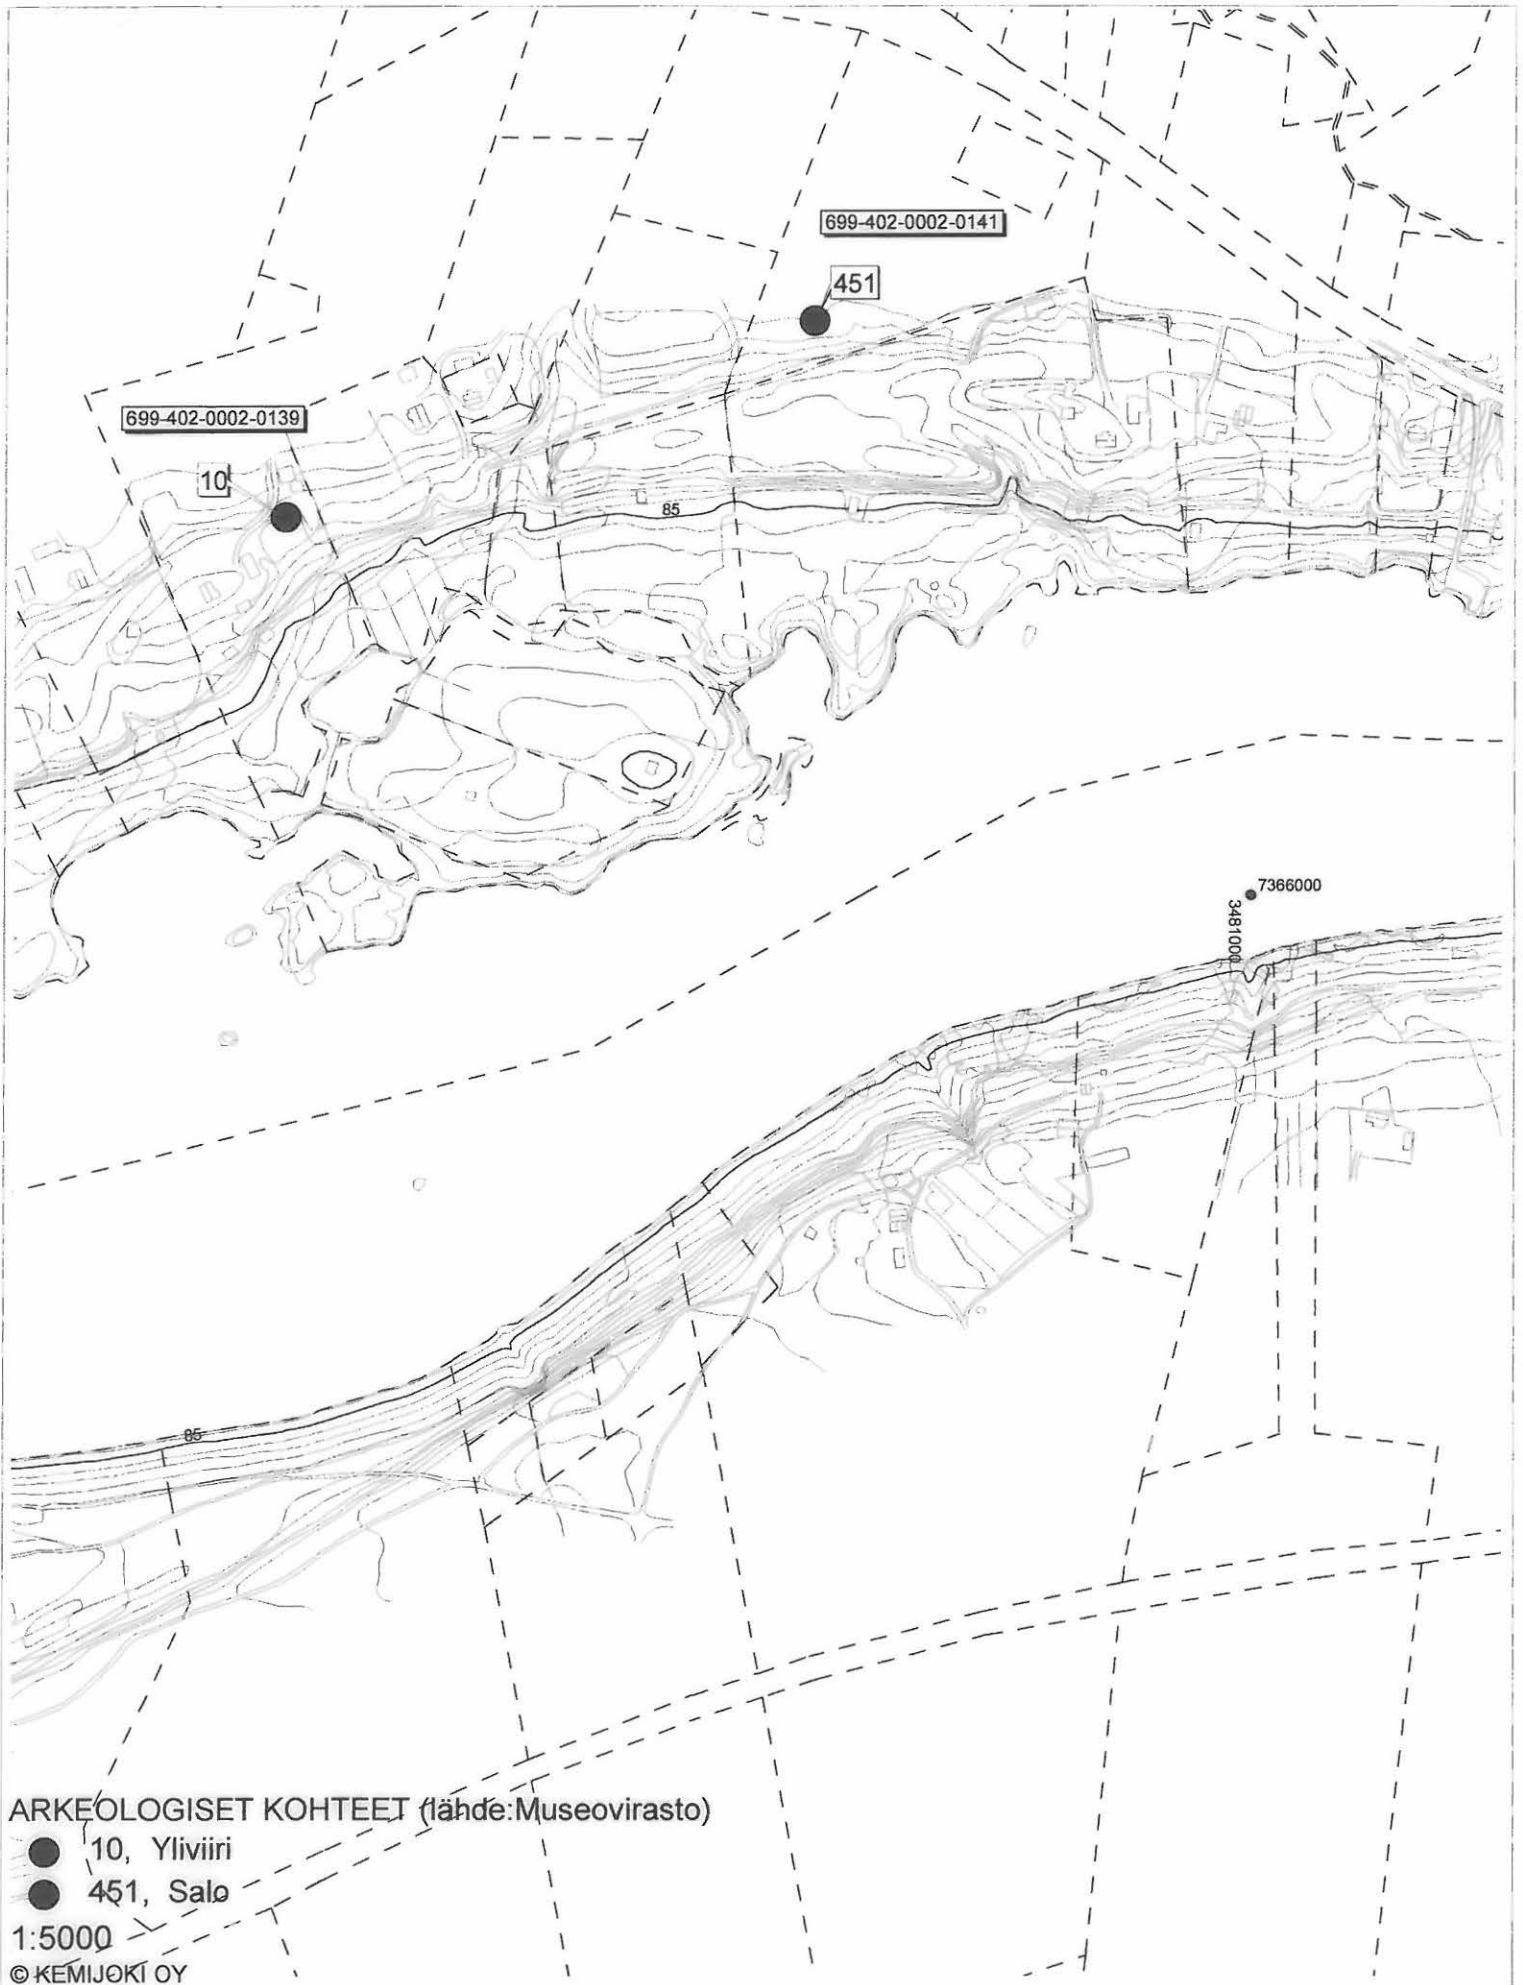 699-402-0002-0141
451
699-402-0002-0139
10
85
7366000
3481000
85
ARKEOLOGISET KOHTEET (lähde:Museovirasto)
10, Yliviiri
451, Salo
1:5000
© KEMIJOKI OY